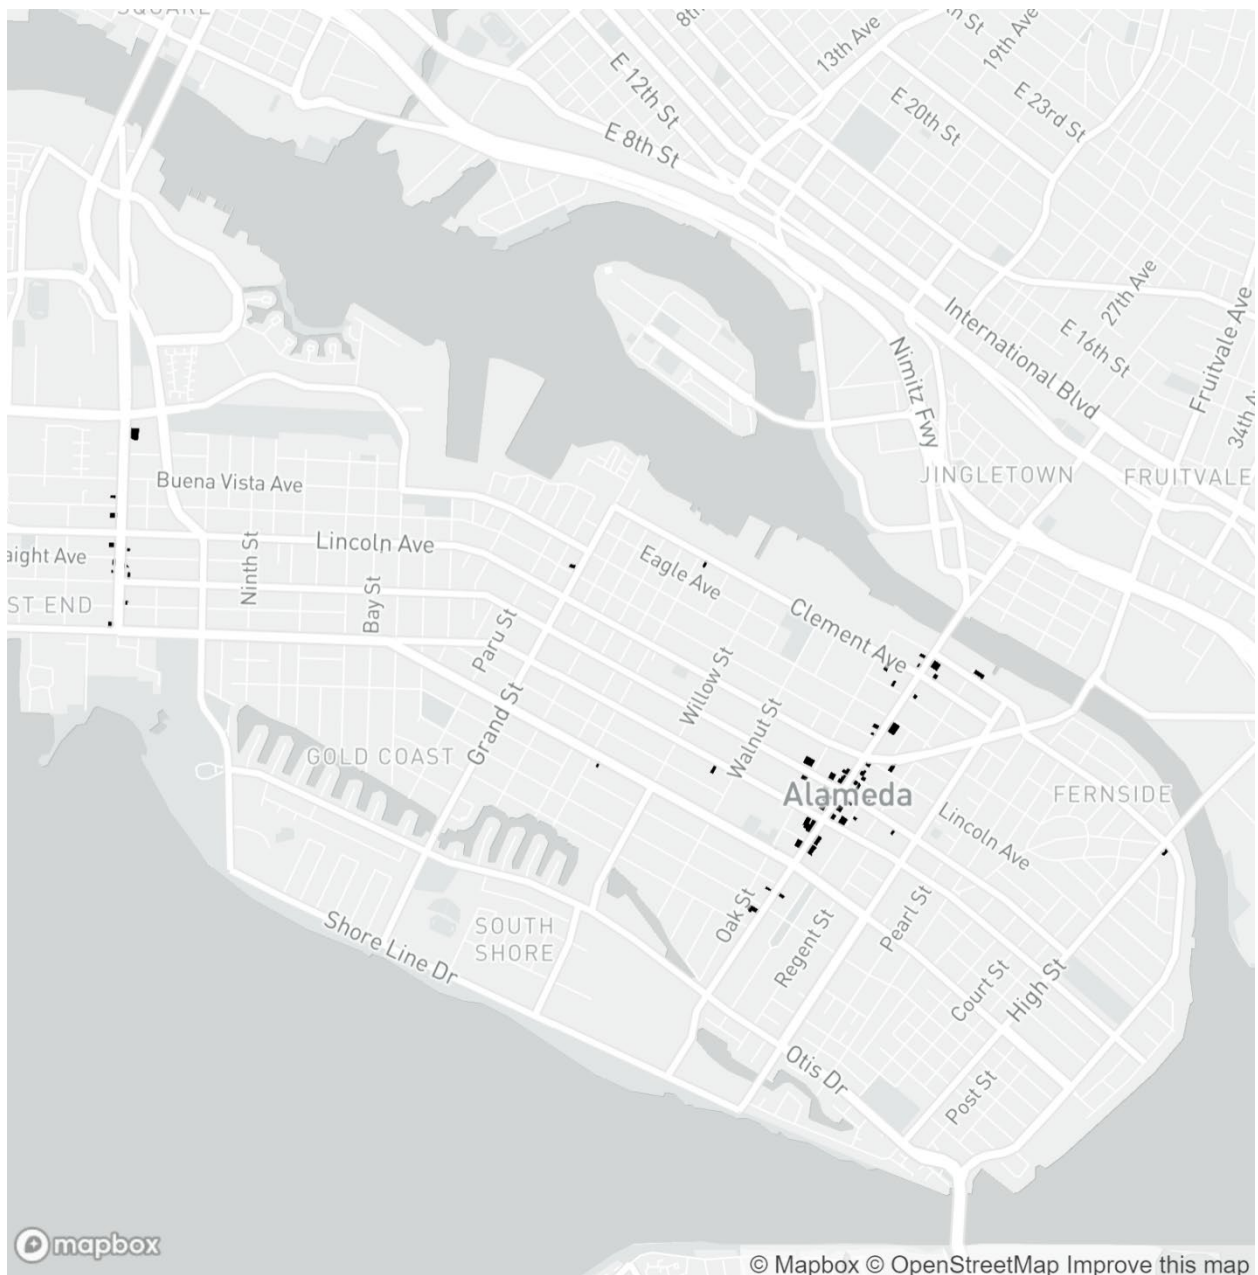 SQUARE
8th
13th Ave
th St
19th Ave
E 12th St
E 20th St
E 23rd St
E 8th St
27th Ave
International Blvd
E 16th St
Fruitvale Ave
Nimitz Fwy
34th A
JINGLETOWN
FRUITVALE
Buena Vista Ave
Lincoln Ave
aight Ave
Ninth St
Bay St
Eagle Ave
ST END
Clement Ave
Paru St
Willow St
Walnut St
Grand St
GOLD COAST
Alameda
FERNSIDE
Lincoln Ave
Oak St
Pearl St
Regent St
SOUTH
SHORE
Shore Line Dr
Court St
High St
Otis Dr
Post St
mapbox
© Mapbox © OpenStreetMap Improve this map